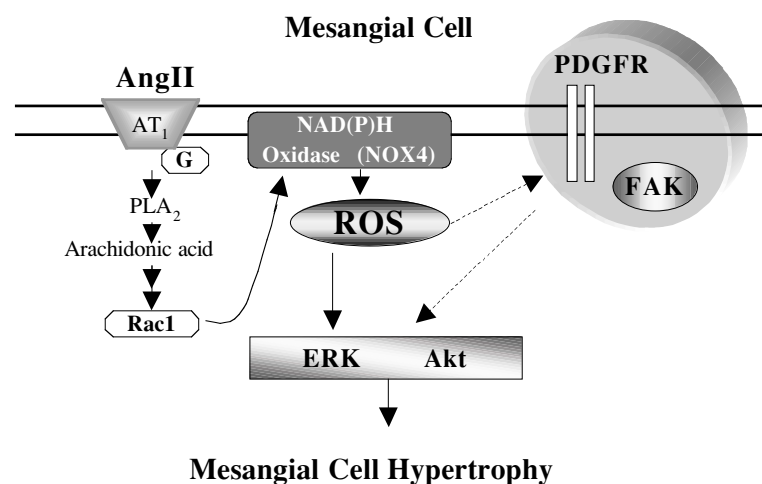 Mesangial Cell
AngII
PDGFR
AT1
NAD(P)H
Oxidase (NOX4)
G
FAK
PLA2
ROS
Arachidonic acid
Rac1
ERK Akt
Mesangial Cell Hypertrophy